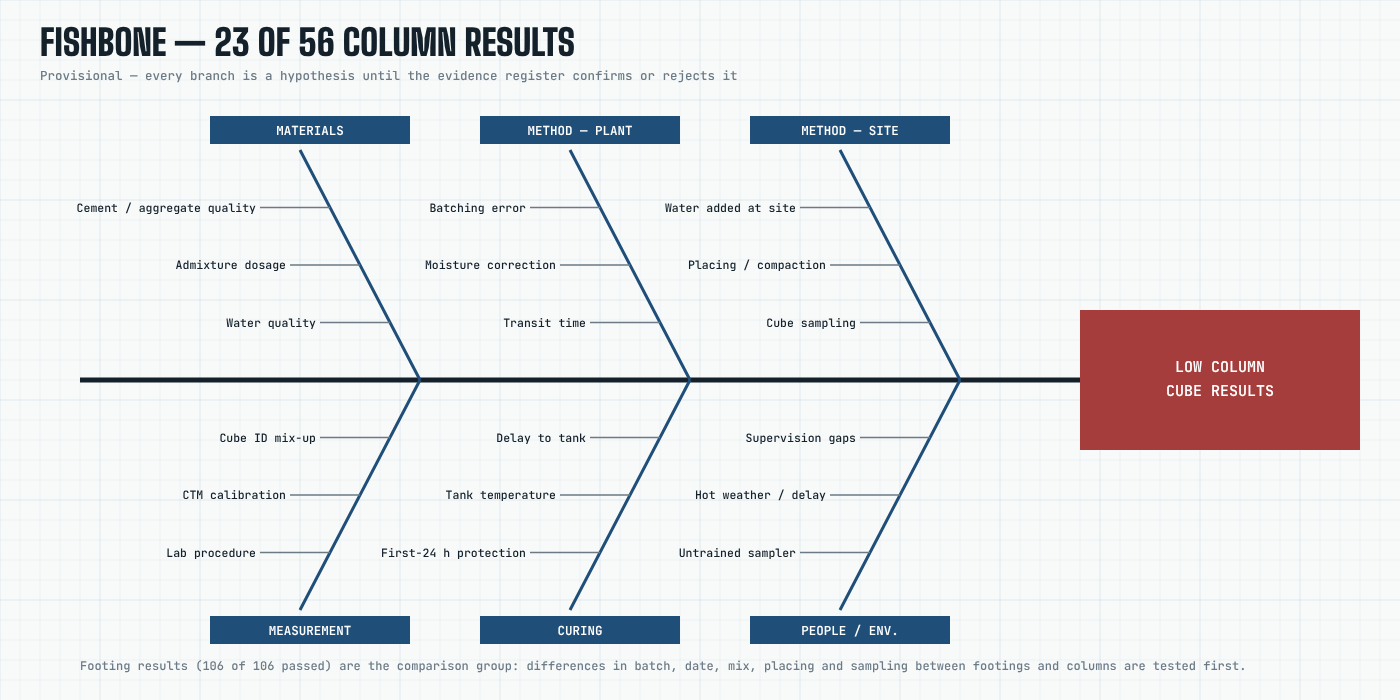 FISHBONE — 23 OF 56 COLUMN RESULTS
Provisional — every branch is a hypothesis until the evidence register confirms or rejects it
MATERIALS
METHOD — PLANT
METHOD — SITE
Cement / aggregate quality
Batching error
Water added at site
Admixture dosage
Moisture correction
Placing / compaction
Water quality
Transit time
Cube sampling
LOW COLUMN
CUBE RESULTS
Cube ID mix-up
Delay to tank
Supervision gaps
CTM calibration
Tank temperature
Hot weather / delay
Lab procedure
First-24 h protection
Untrained sampler
MEASUREMENT
CURING
PEOPLE / ENV.
Footing results (106 of 106 passed) are the comparison group: differences in batch, date, mix, placing and sampling between footings and columns are tested first.